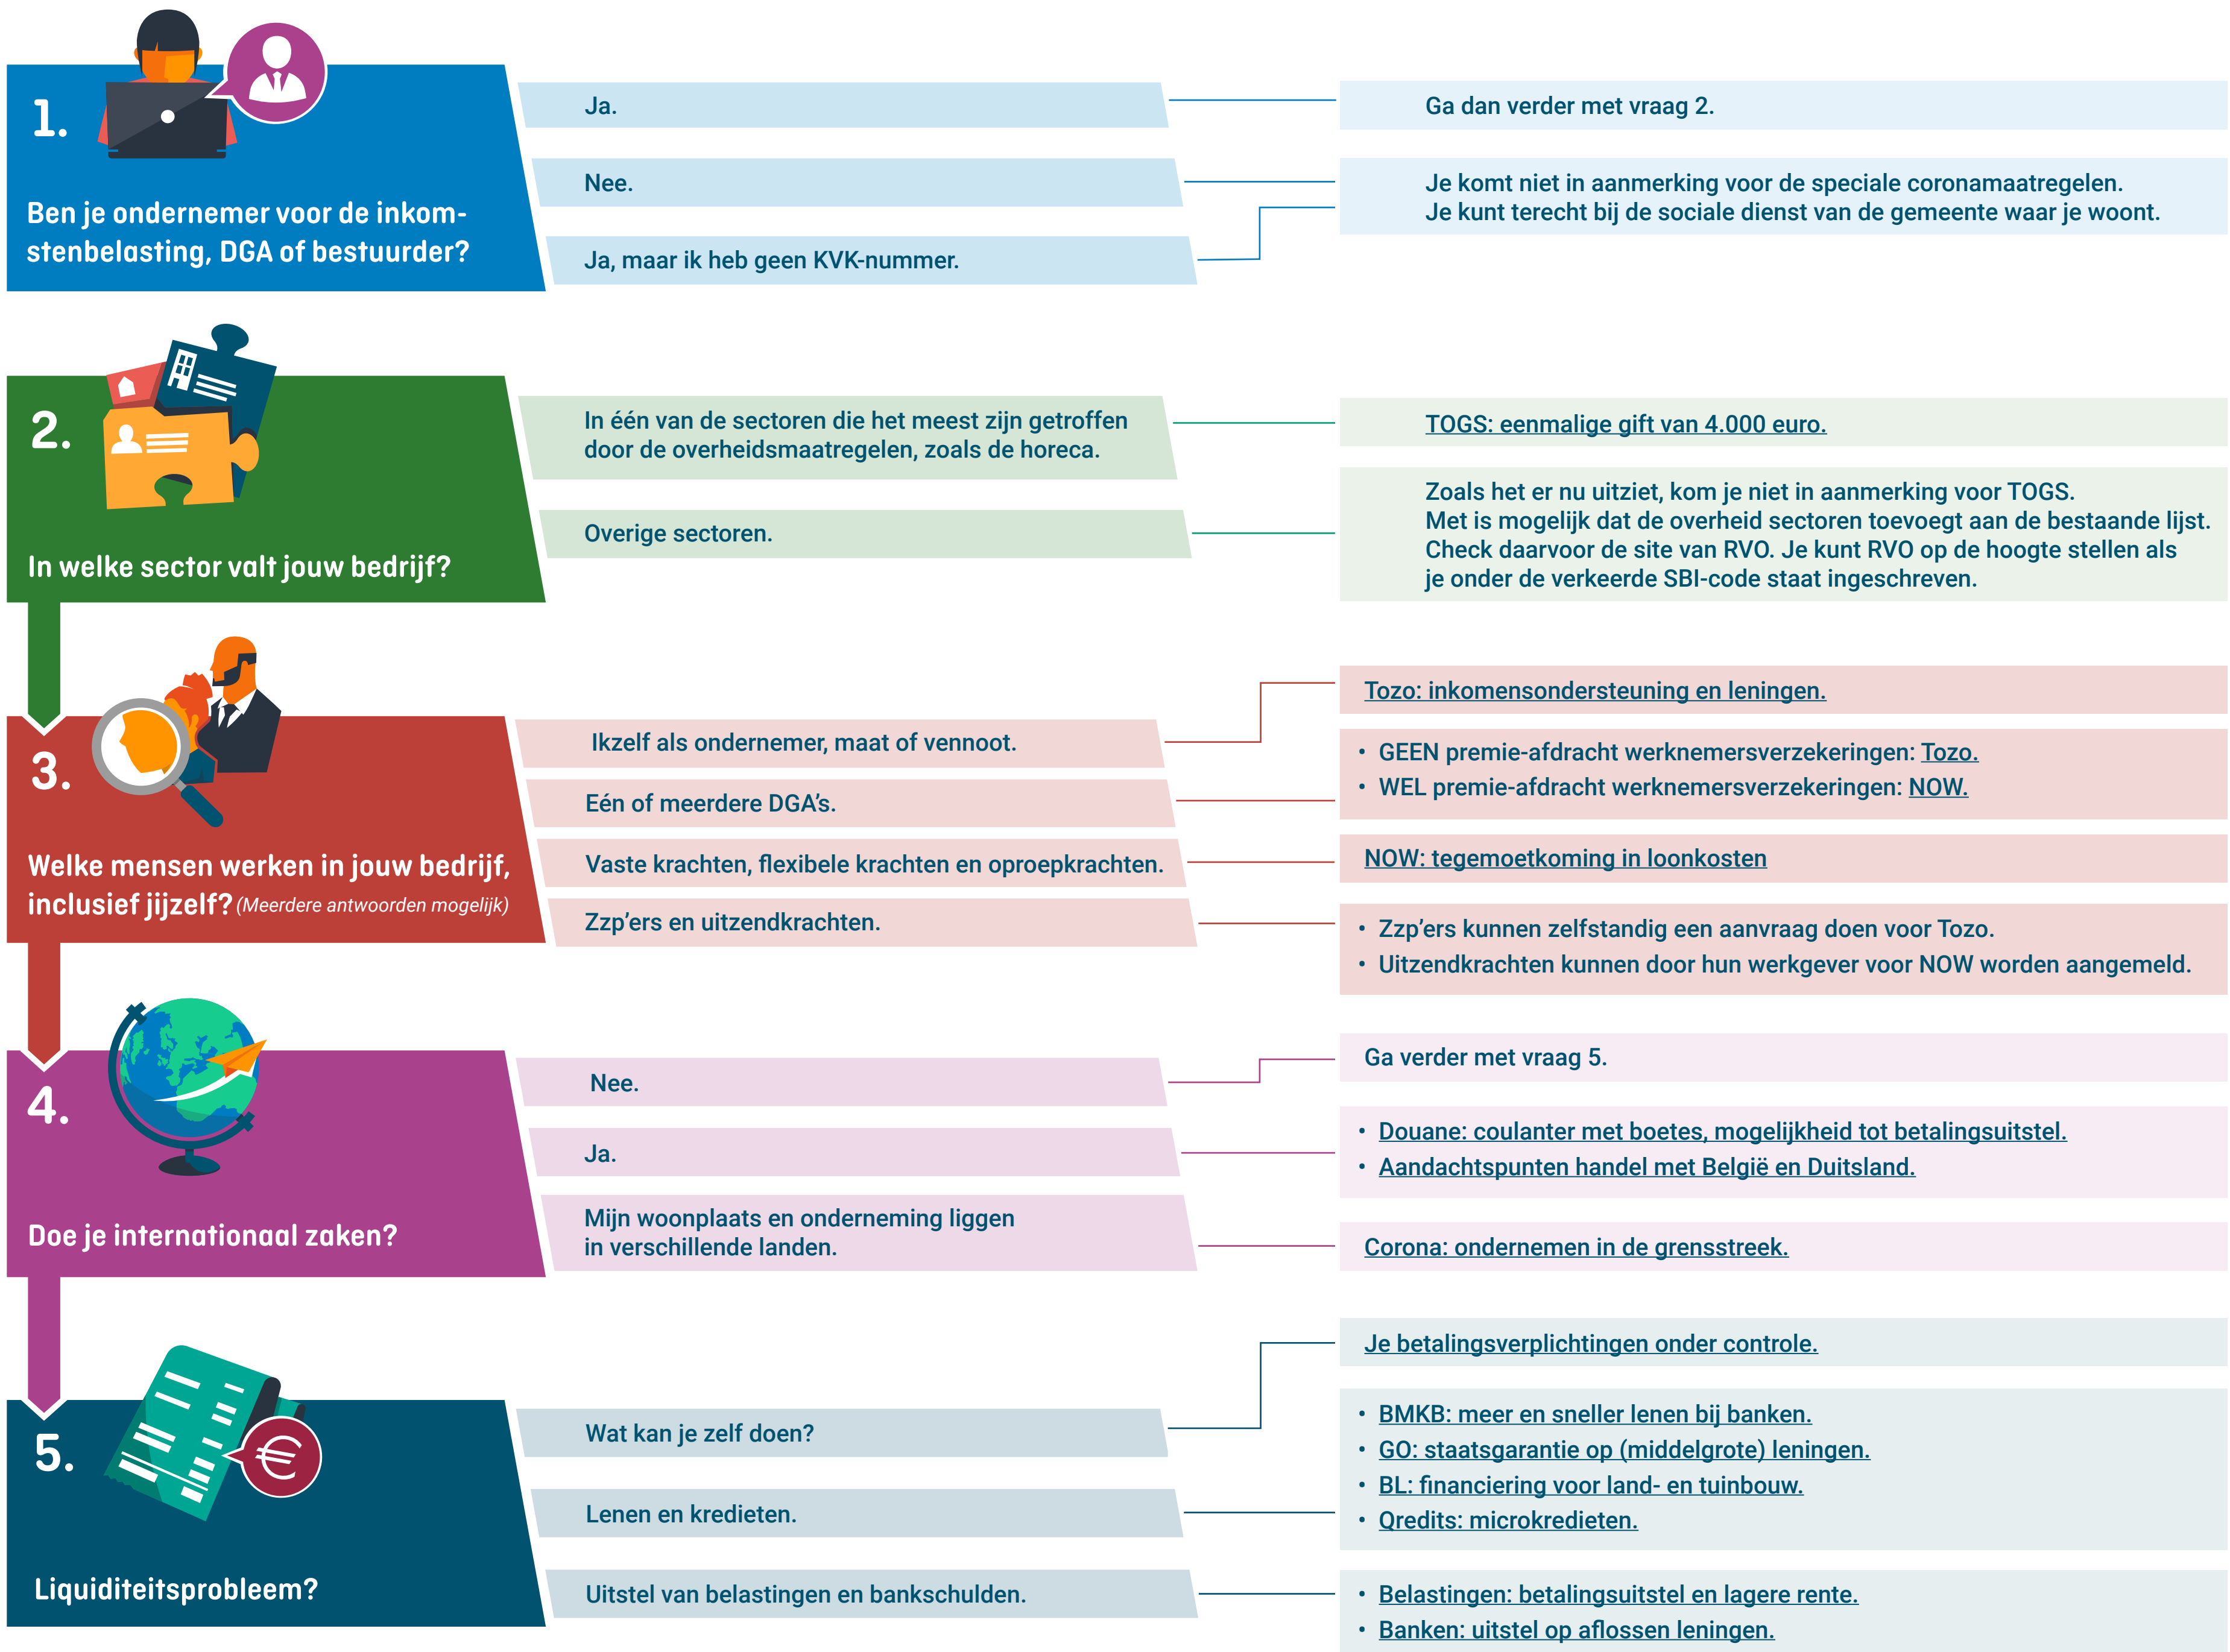 1.
Ben je ondernemer voor de inkom-
stenbelasting, DGA of bestuurder?
Ja.
Ga dan verder met vraag 2.
Nee.
Ja, maar ik heb geen KVK-nummer.
Je komt niet in aanmerking voor de speciale coronamaatregelen.
Je kunt terecht bij de sociale dienst van de gemeente waar je woont.
2.
In welke sector valt jouw bedrijf?
In één van de sectoren die het meest zijn getroffen
door de overheidsmaatregelen, zoals de horeca.
TOGS: eenmalige gift van 4.000 euro.
Overige sectoren.
Zoals het er nu uitziet, kom je niet in aanmerking voor TOGS.
Met is mogelijk dat de overheid sectoren toevoegt aan de bestaande lijst.
Check daarvoor de site van RVO. Je kunt RVO op de hoogte stellen als
je onder de verkeerde SBI-code staat ingeschreven.
3.
Welke mensen werken in jouw bedrijf,
inclusief jijzelf? (Meerdere antwoorden mogelijk)
Ikzelf als ondernemer, maat of vennoot.
Tozo: inkomensondersteuning en leningen.
Eén of meerdere DGA's.
• GEEN premie-afdracht werknemersverzekeringen: Tozo.
• WEL premie-afdracht werknemersverzekeringen: NOW.
Vaste krachten, flexibele krachten en oproepkrachten.
NOW: tegemoetkoming in loonkosten
Zzp'ers en uitzendkrachten.
• Zzp'ers kunnen zelfstandig een aanvraag doen voor Tozo.
• Uitzendkrachten kunnen door hun werkgever voor NOW worden aangemeld.
4.
Doe je internationaal zaken?
Nee.
Ga verder met vraag 5.
Ja.
• Douane: coulanter met boetes, mogelijkheid tot betalingsuitstel.
• Aandachtspunten handel met België en Duitsland.
Mijn woonplaats en onderneming liggen
in verschillende landen.
Corona: ondernemen in de grensstreek.
5.
Liquiditeitsprobleem?
Wat kan je zelf doen?
Je betalingsverplichtingen onder controle.
Lenen en kredieten.
• BMKB: meer en sneller lenen bij banken.
• GO: staatsgarantie op (middelgrote) leningen.
• BL: financiering voor land- en tuinbouw.
• Qredits: microkredieten.
Uitstel van belastingen en bankschulden.
• Belastingen: betalingsuitstel en lagere rente.
• Banken: uitstel op aflossen leningen.
€